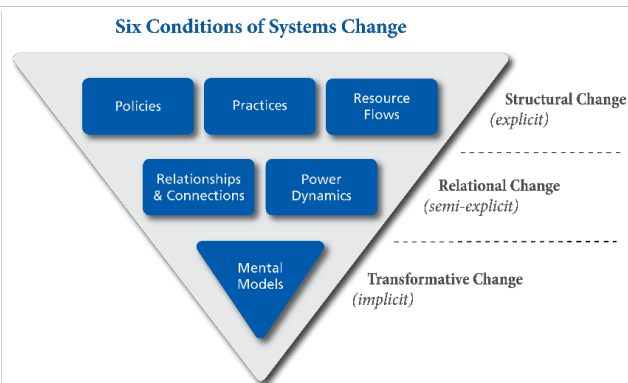 Six Conditions of Systems Change
Policies
Practices
Resource
Flows
Structural Change
(explicit)
Relationships
& Connections
Power
Dynamics
Relational Change
(semi-explicit)
Mental
Models
Transformative Change
(implicit)